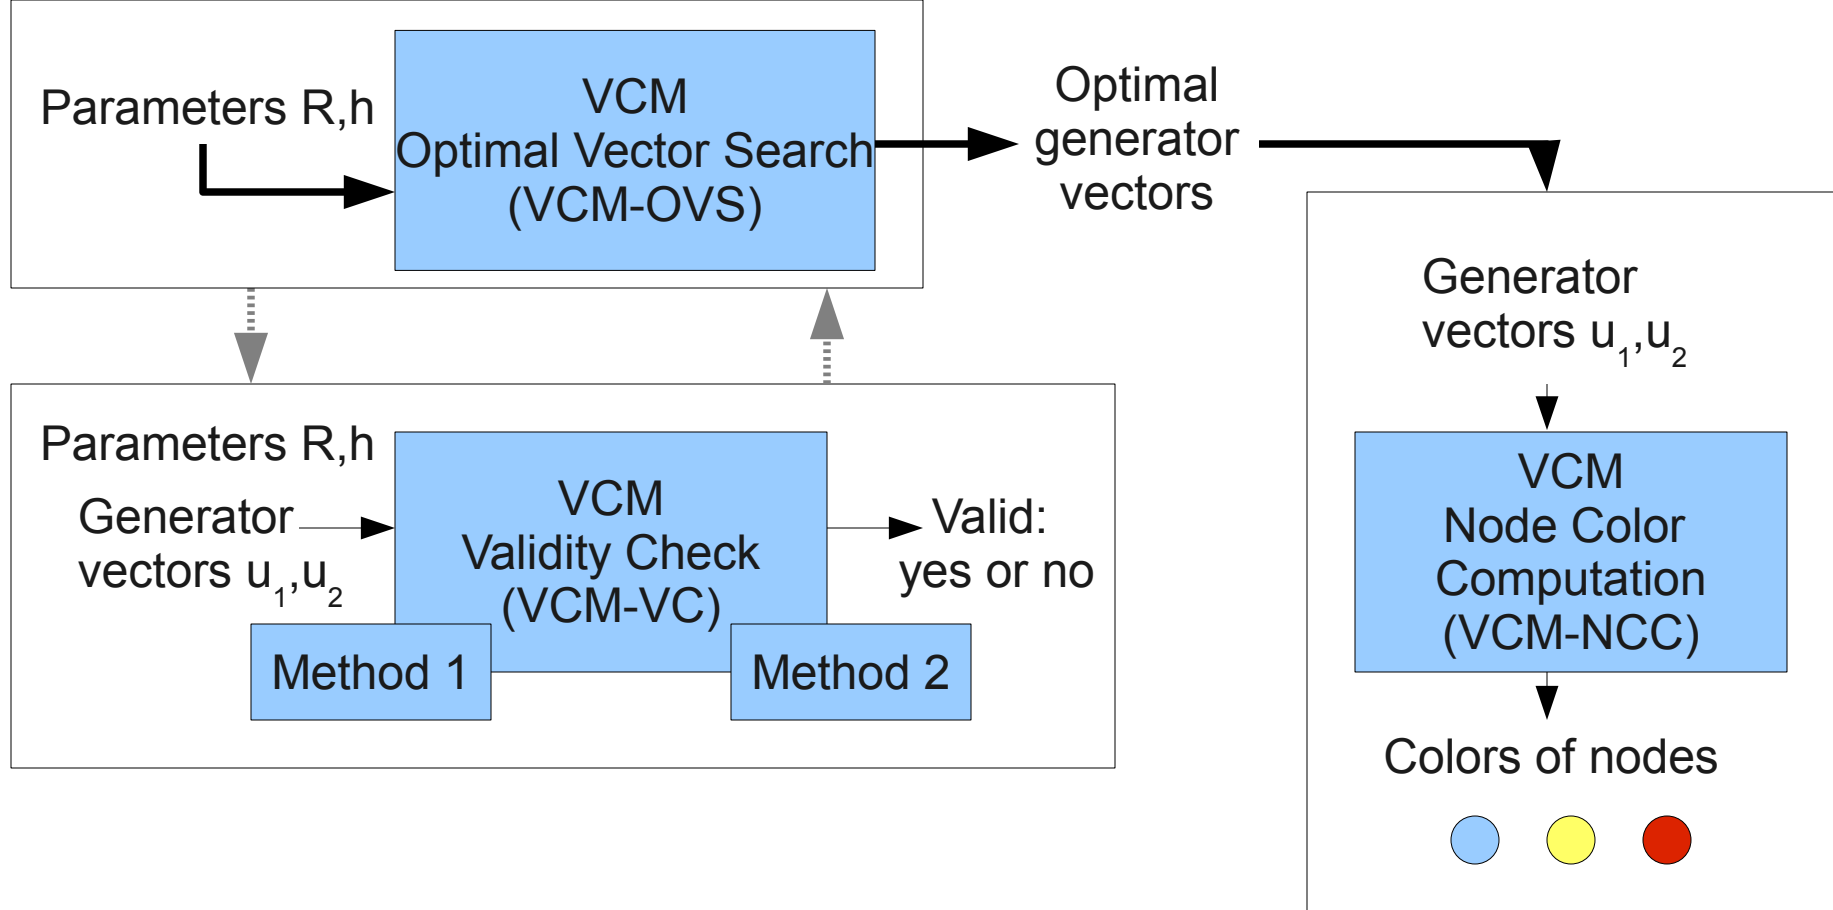 Parameters R,h
VCM
Optimal Vector Search
(VCM-OVS)
Optimal
generator
vectors
Parameters R,h
Generator
vectors u1,u2
VCM
Validity Check
(VCM-VC)
Method 1
Method 2
Valid:
yes or no
Generator
vectors u1,u2
VCM
Node Color
Computation
(VCM-NCC)
Colors of nodes